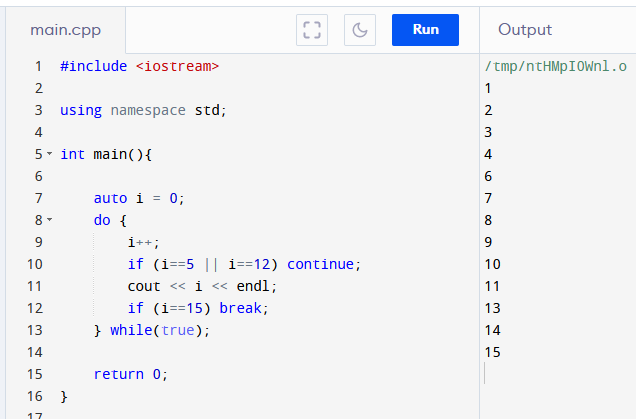 main.cpp
Run
Output
1 #include <iostream>
2
3 using namespace std;
4
5 int main(){
6
7     auto i = 0;
8     do {
9         i++;
10         if (i==5 || i==12) continue;
11         cout << i << endl;
12         if (i==15) break;
13     } while(true);
14
15     return 0;
16 }
17
/tmp/ntHMpIOWnl.o
1
2
3
4
6
7
8
9
10
11
13
14
15